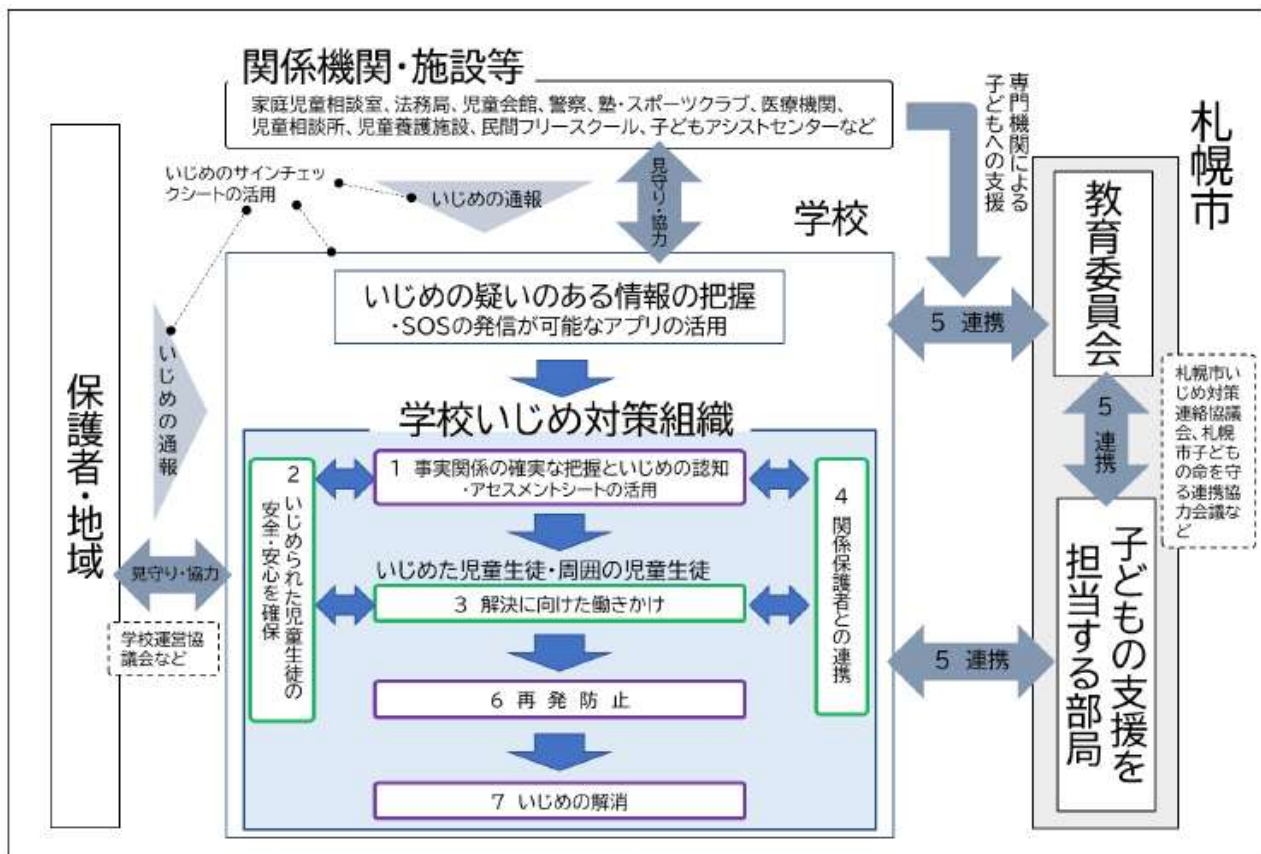 関係機関・施設等
家庭児童相談室、法務局、児童会館、警察、塾・スポーツクラブ、医療機関、
児童相談所、児童養護施設、民間フリースクール、子どもアシストセンターなど
専門機関による
子どもへの支援
札幌市
いじめのサインチェッ
クシートの活用
いじめの通報
見守り・協力
学校
いじめの疑いのある情報の把握
・SOSの発信が可能なアプリの活用
5 連携
教育委員会
保護者・地域
いじめの通報
5
連携
札幌市い
じめ対策
連絡協議
会、札幌
市子ども
の命を守
る連携協
力会議な
ど
学校いじめ対策組織
1 事実関係の確実な把握といじめの認知
・アセスメントシートの活用
2 いじめられた児童生徒の
安全・安心を確保
4 関係保護者との連携
いじめた児童生徒・周囲の児童生徒
3 解決に向けた働きかけ
見守り・協力
学校運営協
議会など
6 再発防止
7 いじめの解消
5 連携
子どもの支援を
担当する部局